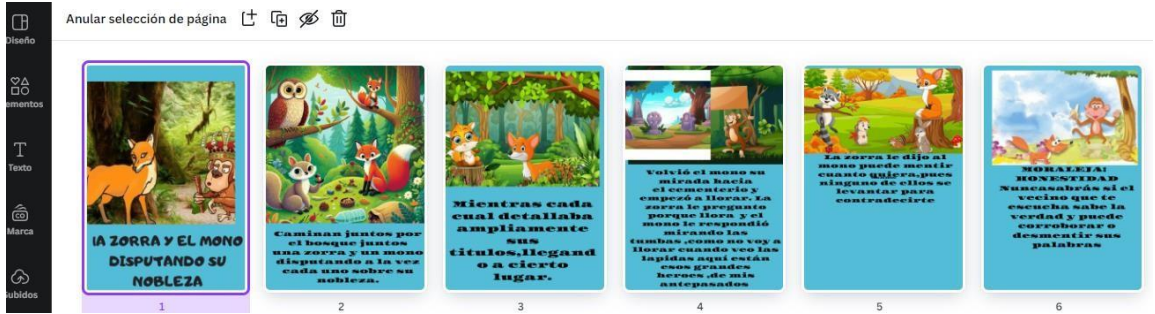 Anular selección de página
Diseño
ementos
Texto
Marca
Subidos
LA ZORRA Y EL MONO
DISPUTANDO SU
NOBLEZA
1
Caminan juntos por
el bosque juntos
una zorra y un mono
disputando a la vez
cada uno sobre su
nobleza.
2
Mientras cada
cual detallaba
ampliamente
sus
titulos,llegand
o a cierto
lugar.
3
Volvió el mono su
mirada hacia
el cementerio y
empezó a llorar. La
zorra le pregunto
porque llora y el
mono le respondió
mirando las
tumbas ,como no voy a
llorar cuando veo las
lapidas aquí están
esos grandes
heroes ,de mis
antepasados
4
La zorra le dijo al
mono puede mentir
cuanto quiera,pues
ninguno de ellos se
levantar para
contradecirte
5
MORALEJA:
HONESTIDAD
Nuncasabrás si el
vecino que te
escucha sabe la
verdad y puede
corroborar o
desmentir sus
palabras
6